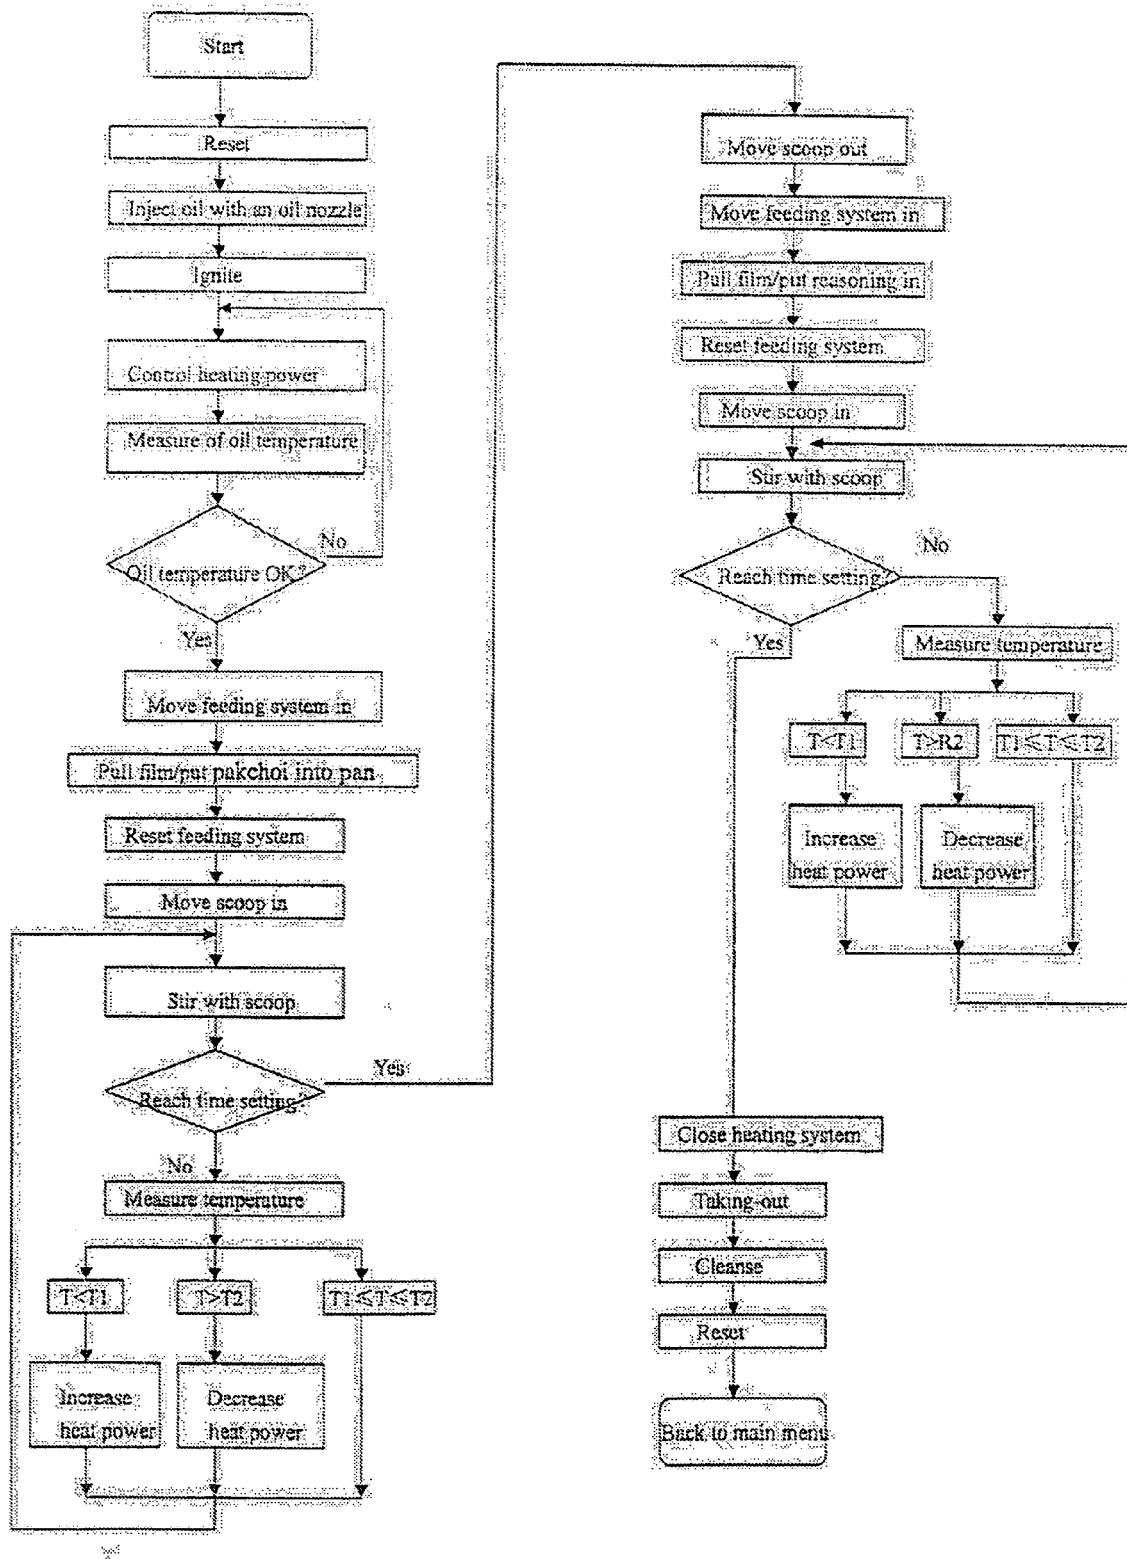 Start
Reset
Inject oil with an oil nozzle
Ignite
Control heating power
Measure of oil temperature
No
Oil temperature OK?
Yes
Move feeding system in
Pull film/put pakchoi into pan
Reset feeding system
Move scoop in
Stir with scoop
Yes
Reach time setting?
No
Measure temperature
T<T1
T>T2
T1≤T≤T2
Increase
heat power
Decrease
heat power
Move scoop out
Move feeding system in
Pull film/put reasoning in
Reset feeding system
Move scoop in
Stir with scoop
No
Reach time setting?
Yes
Measure temperature
T<T1
T>R2
T1≤T≤T2
Increase
heat power
Decrease
heat power
Close heating system
Taking-out
Cleanse
Reset
Back to main menu